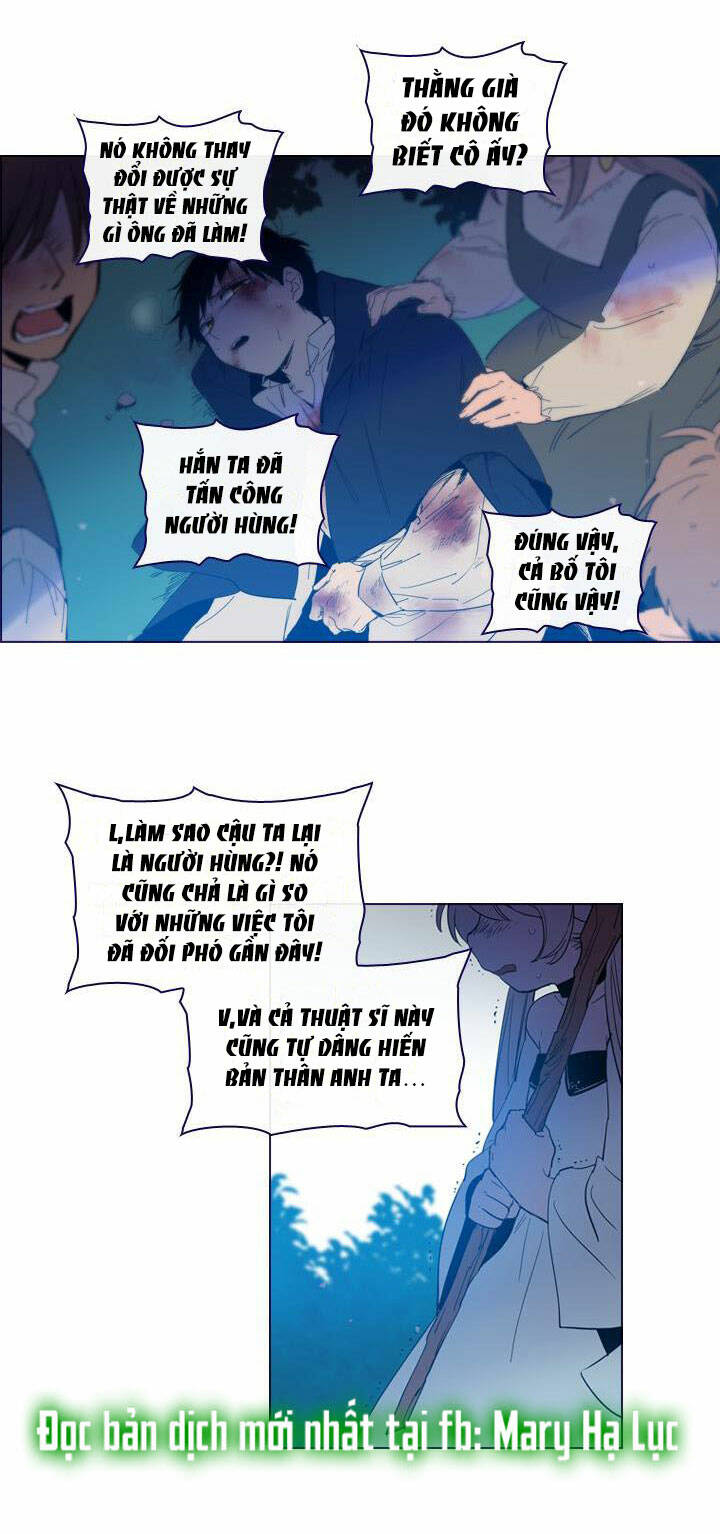 THẰNG GIÀ
ĐÓ KHÔNG
BIẾT CÔ ẤY?
NÓ KHÔNG THAY
ĐỔI ĐƯỢC SỰ
THẬT VỀ NHỮNG
GÌ ÔNG ĐÃ LÀM!
HẮN TA ĐÃ
TẤN CÔNG
NGƯỜI HÙNG!
ĐÚNG VẬY,
CẢ BỐ TÔI
CŨNG VẬY!
L,LÀM SAO CẬU TA LẠI
LÀ NGƯỜI HÙNG?! NÓ
CŨNG CHẢ LÀ GÌ SO
VỚI NHỮNG VIỆC TÔI
ĐÃ ĐỐI PHÓ GẦN ĐÂY!
V,VÀ CẢ THUẬT SĨ NÀY
CŨNG TỰ DÂNG HIẾN
BẢN THÂN ANH TA...
Đọc bản dịch mới nhất tại fb: Mary Hạ Lục